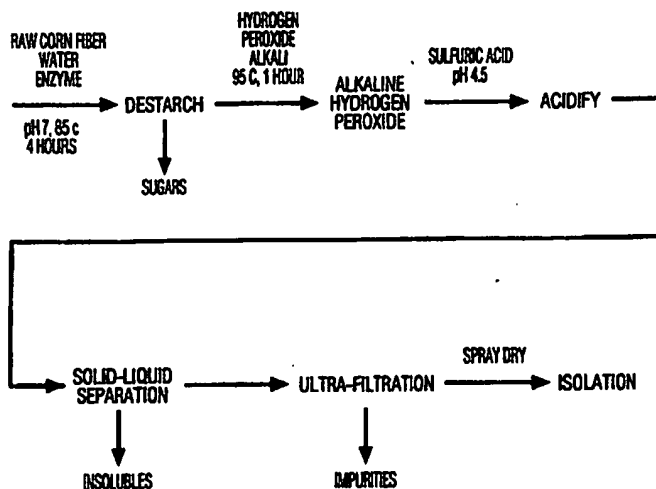 RAW CORN FIBER
WATER
ENZYME
pH 7, 85 c
4 HOURS
DESTARCH
SUGARS
HYDROGEN
PEROXIDE
ALKALI
95 C, 1 HOUR
ALKALINE
HYDROGEN
PEROXIDE
SULFURIC ACID
pH 4.5
ACIDIFY
SOLID-LIQUID
SEPARATION
INSOLUBLES
ULTRA-FILTRATION
IMPURITIES
SPRAY DRY
ISOLATION